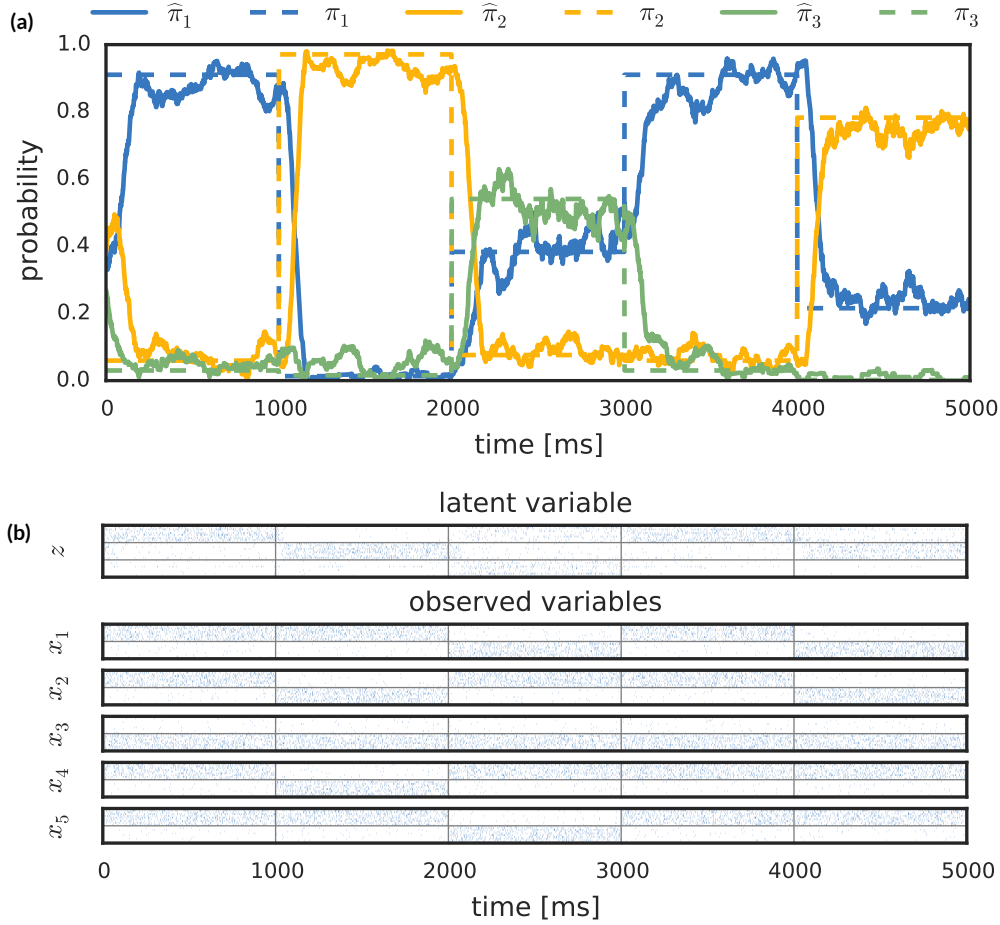 (a) π̂₁ π₁ π̂₂ π₂ π̂₃ π₃
1.0
0.8
0.6
0.4
0.2
0.0
probability
0 1000 2000 3000 4000 5000
time [ms]
(b) latent variable
z
observed variables
x₁
x₂
x₃
x₄
x₅
0 1000 2000 3000 4000 5000
time [ms]